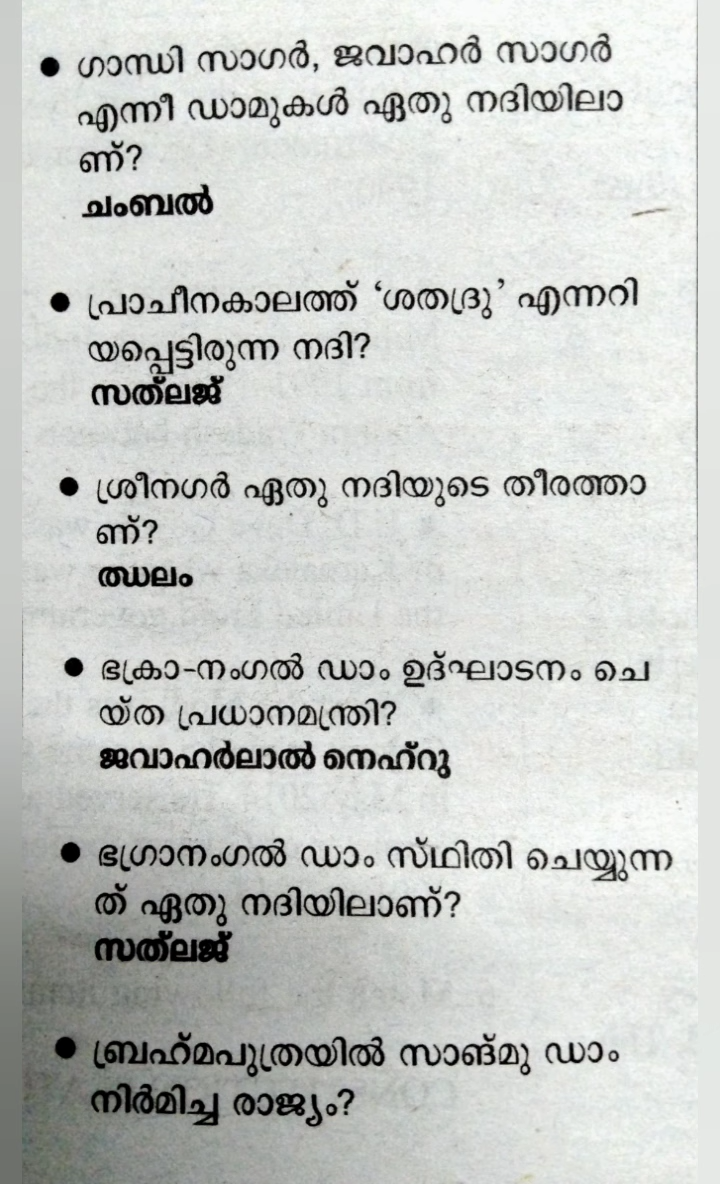 • ഗാന്ധി സാഗർ, ജവാഹർ സാഗർ
എന്നീ ഡാമുകൾ ഏതു നദിയിലാ
ണ്?
ചംബൽ
• പ്രാചീനകാലത്ത് ‘ശതദ്രു’ എന്നറി
യപ്പെട്ടിരുന്ന നദി?
സത്‌ലജ്
• ശ്രീനഗർ ഏതു നദിയുടെ തീരത്താ
ണ്?
ഝലം
• ഭക്രാ-നംഗൽ ഡാം ഉദ്ഘാടനം ചെ
യ്ത പ്രധാനമന്ത്രി?
ജവാഹർലാൽ നെഹ്റു
• ഭഗ്രാനംഗൽ ഡാം സ്ഥിതി ചെയ്യുന്ന
ത് ഏതു നദിയിലാണ്?
സത്‌ലജ്
• ബ്രഹ്മപുത്രയിൽ സാങ്മു ഡാം
നിർമിച്ച രാജ്യം?